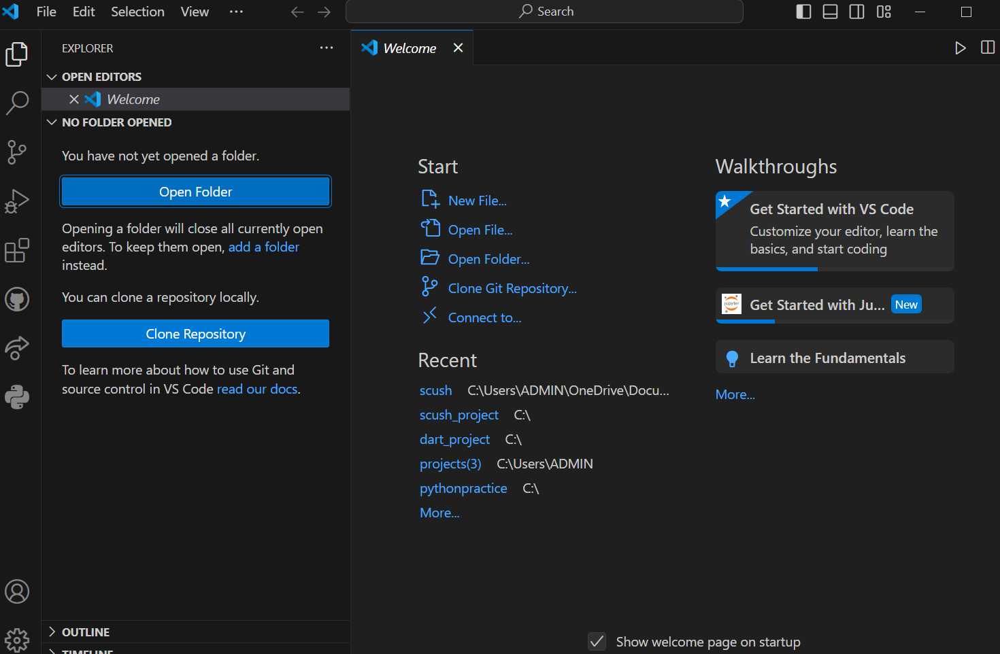 File Edit Selection View ··· Search
EXPLORER ···
OPEN EDITORS
Welcome
NO FOLDER OPENED
You have not yet opened a folder.
Open Folder
Opening a folder will close all currently open
editors. To keep them open, add a folder
instead.
You can clone a repository locally.
Clone Repository
To learn more about how to use Git and
source control in VS Code read our docs.
OUTLINE
TIMELINE
Welcome
Start
New File...
Open File...
Open Folder...
Clone Git Repository...
Connect to...
Recent
scush C:\Users\ADMIN\OneDrive\Docu...
scush_project C:\
dart_project C:\
projects(3) C:\Users\ADMIN
pythonpractice C:\
More...
Walkthroughs
Get Started with VS Code
Customize your editor, learn the
basics, and start coding
jupyter
Get Started with Ju... New
Learn the Fundamentals
More...
Show welcome page on startup